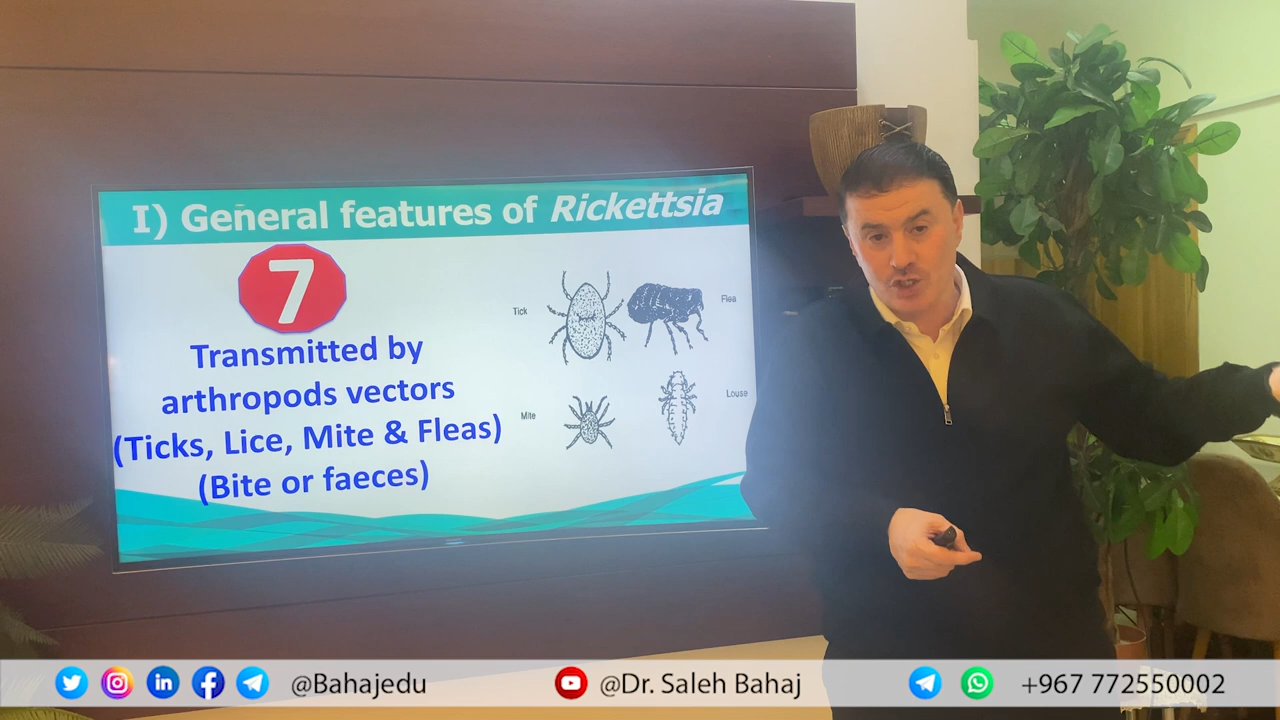 I) General features of Rickettsia
7
Transmitted by
arthropods vectors
(Ticks, Lice, Mite & Fleas)
(Bite or faeces)
Tick
Flea
Mite
Louse
@Bahajedu
@Dr. Saleh Bahaj
+967 772550002